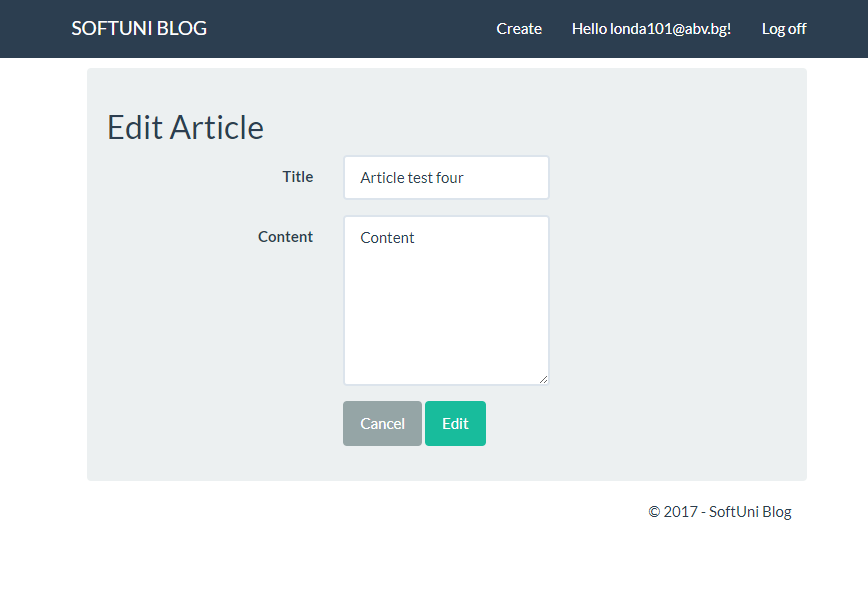 SOFTUNI BLOG Create Hello londa101@abv.bg! Log off
Edit Article
Title Article test four
Content Content
Cancel Edit
© 2017 - SoftUni Blog